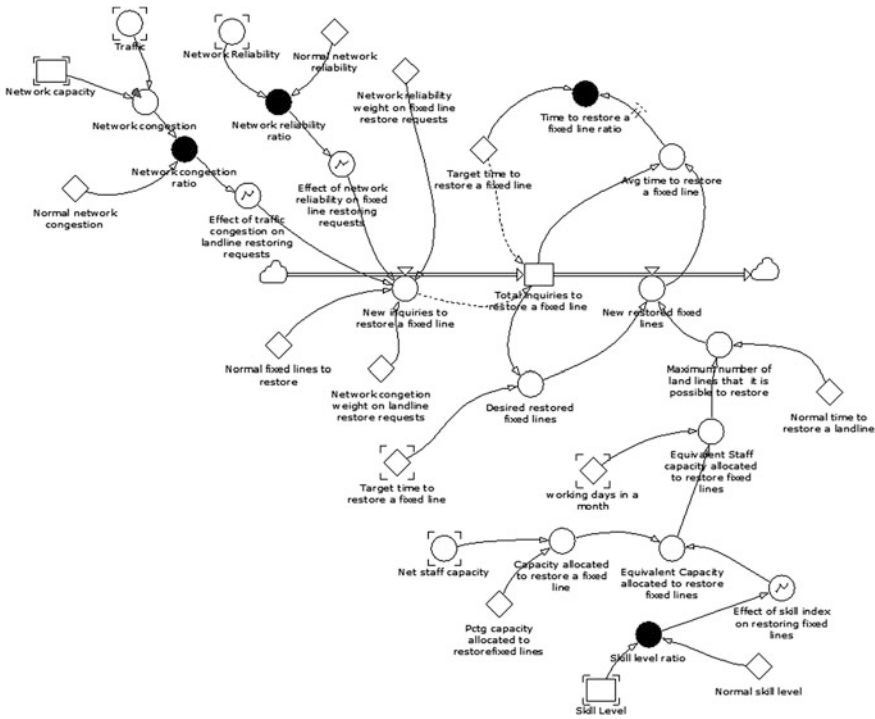 Traffic
Network Reliability
Normal network
reliability
Network capacity
Network reliability
weight on fixed line
restore requests
Network congestion
Network reliability
ratio
Time to restore a
fixed line ratio
Network congestion
ratio
Target time to
restore a fixed line
Avg time to restore
a fixed line
Normal network
congestion
Effect of traffic
congestion on
landline restoring
requests
Effect of network
reliability on fixed
line restoring
requests
New inquiries to
restore a fixed line
Total inquiries to
restore a fixed line
New restored fixed
lines
Normal fixed lines to
restore
Network congetion
weight on landline
restore requests
Desired restored
fixed lines
Maximum number of
land lines that it is
possible to restore
Normal time to
restore a landline
Target time to
restore a fixed line
working days in a
month
Equivalent Staff
capacity allocated
to restore fixed
lines
Net staff capacity
Capacity allocated
to restore a fixed
line
Equivalent Capacity
allocated to restore
fixed lines
Effect of skill index
on restoring fixed
lines
Pctg capacity
allocated to
restorefixed lines
Skill level ratio
Normal skill level
Skill Level